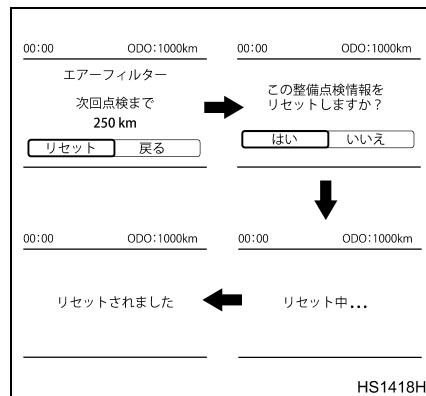 00:00 ODO:1000km
エアーフィルター
次回点検まで
250 km
リセット 戻る
00:00 ODO:1000km
この整備点検情報を
リセットしますか？
はい いいえ
00:00 ODO:1000km
リセット中...
00:00 ODO:1000km
リセットされました
HS1418H